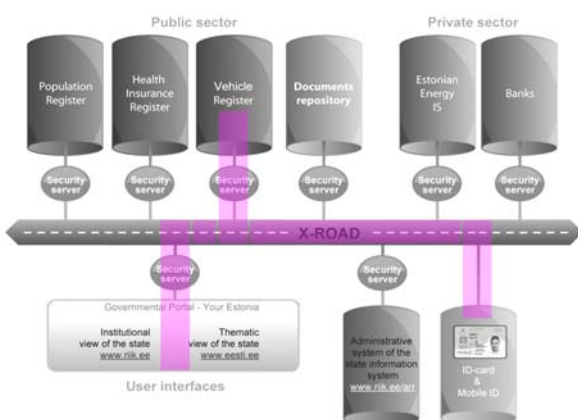 Public sector
Private sector
Population
Register
Health
Insurance
Register
Vehicle
Register
Documents
repository
Estonian
Energy
IS
Banks
Security
server
Security
server
Security
server
Security
server
Security
server
Security
server
X-ROAD
Security
server
Security
server
Governmental Portal - Your Estonia
Institutional
view of the state
www.riik.ee
Thematic
view of the state
www.eesti.ee
User interfaces
Administrative
system of the
state information
system
www.riik.ee/ari
ID-card
&
Mobile ID